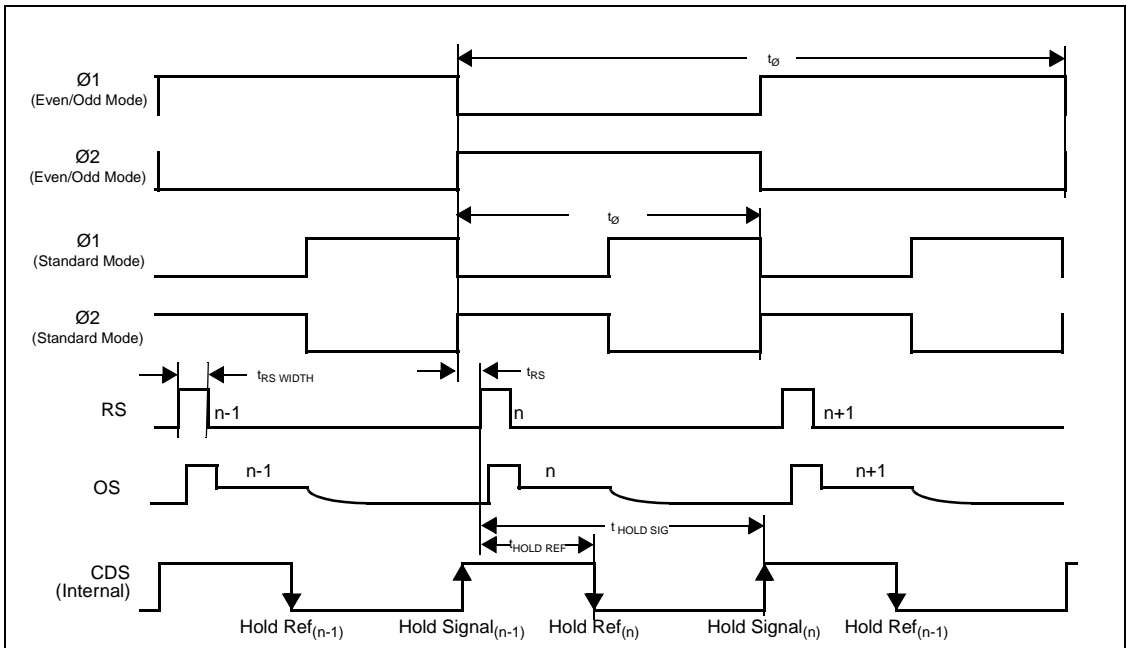 tø
Ø1
(Even/Odd Mode)
Ø2
(Even/Odd Mode)
tø
Ø1
(Standard Mode)
Ø2
(Standard Mode)
tRS WIDTH
tRS
RS
n-1
n
n+1
OS
n-1
n
n+1
t HOLD SIG
tHOLD REF
CDS
(Internal)
Hold Ref(n-1)
Hold Signal(n-1)
Hold Ref(n)
Hold Signal(n)
Hold Ref(n-1)